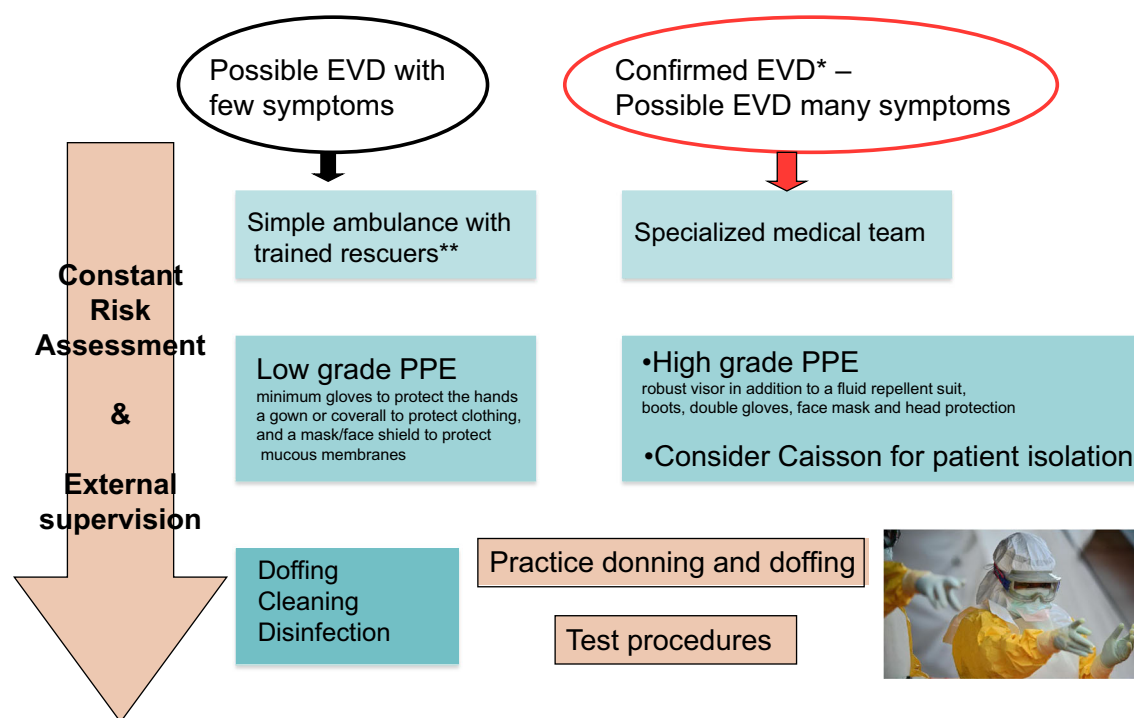 Possible EVD with
few symptoms
Confirmed EVD* –
Possible EVD many symptoms
Simple ambulance with
trained rescuers**
Specialized medical team
Constant
Risk
Assessment
&
External
supervision
Low grade PPE
minimum gloves to protect the hands
a gown or coverall to protect clothing,
and a mask/face shield to protect
mucous membranes
•High grade PPE
robust visor in addition to a fluid repellent suit,
boots, double gloves, face mask and head protection
•Consider Caisson for patient isolation
Doffing
Cleaning
Disinfection
Practice donning and doffing
Test procedures